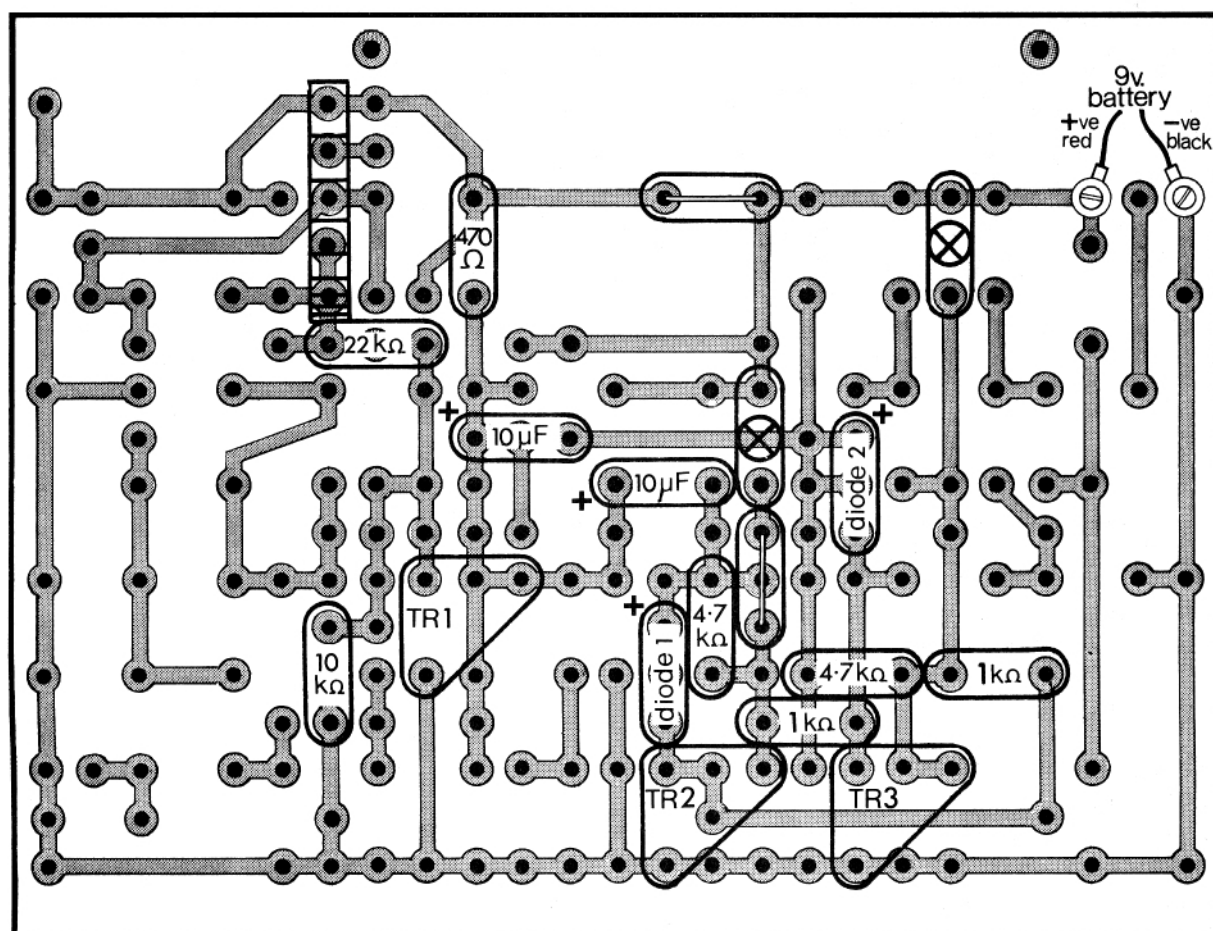 9v.
battery
+ve
red
−ve
black
470
Ω
22kΩ
+
10μF
+
10μF
+
diode 2
TR1
+
diode 1
4·7
kΩ
10
kΩ
4·7kΩ
1kΩ
1kΩ
TR2
TR3